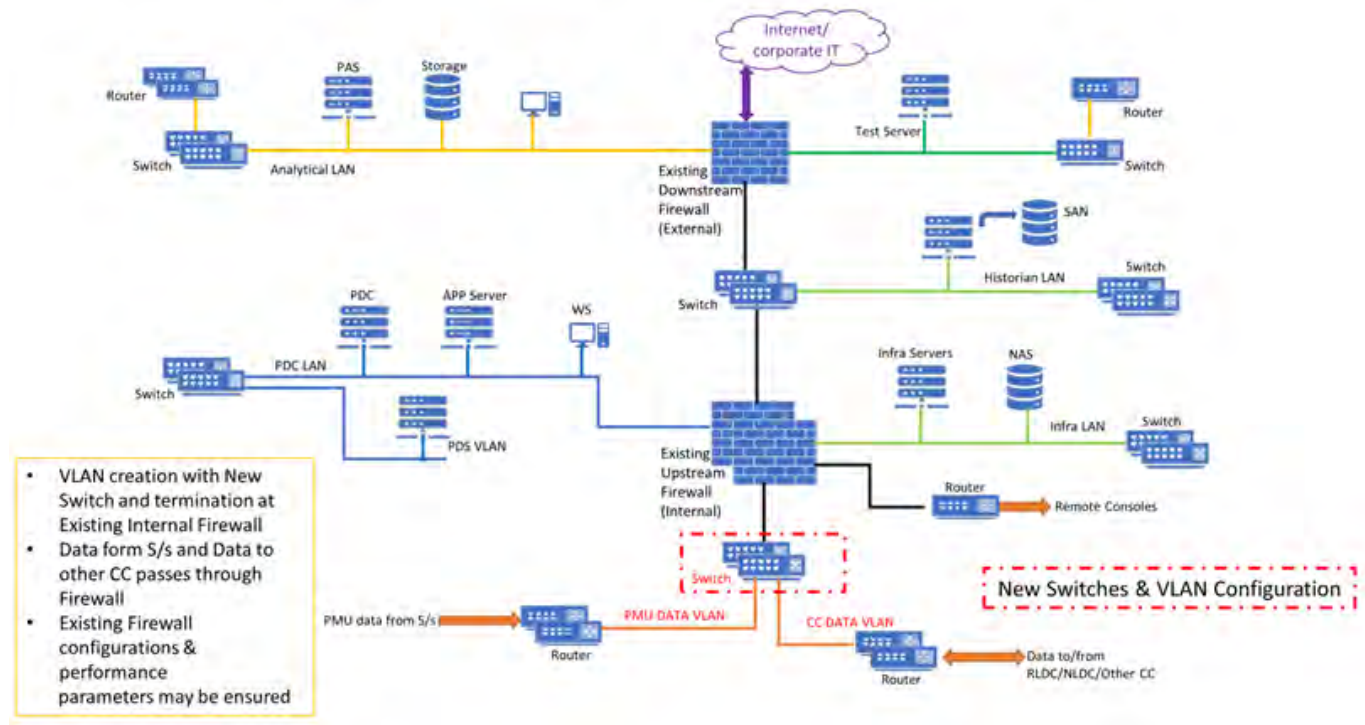 Internet/
corporate IT
PAS
Storage
Router
Switch
Analytical LAN
Existing
Downstream
Firewall
(External)
Test Server
Router
Switch
SAN
Historian LAN
Switch
Switch
PDC
APP Server
WS
PDC LAN
Switch
PDS VLAN
Infra Servers
NAS
Infra LAN
Switch
Existing
Upstream
Firewall
(Internal)
Router
Remote Consoles
Switch
New Switches & VLAN Configuration
PMU data from S/s
PMU DATA VLAN
Router
CC DATA VLAN
Router
Data to/from
RLDC/NLDC/Other CC
• VLAN creation with New
Switch and termination at
Existing Internal Firewall
• Data form S/s and Data to
other CC passes through
Firewall
• Existing Firewall
configurations &
performance
parameters may be ensured